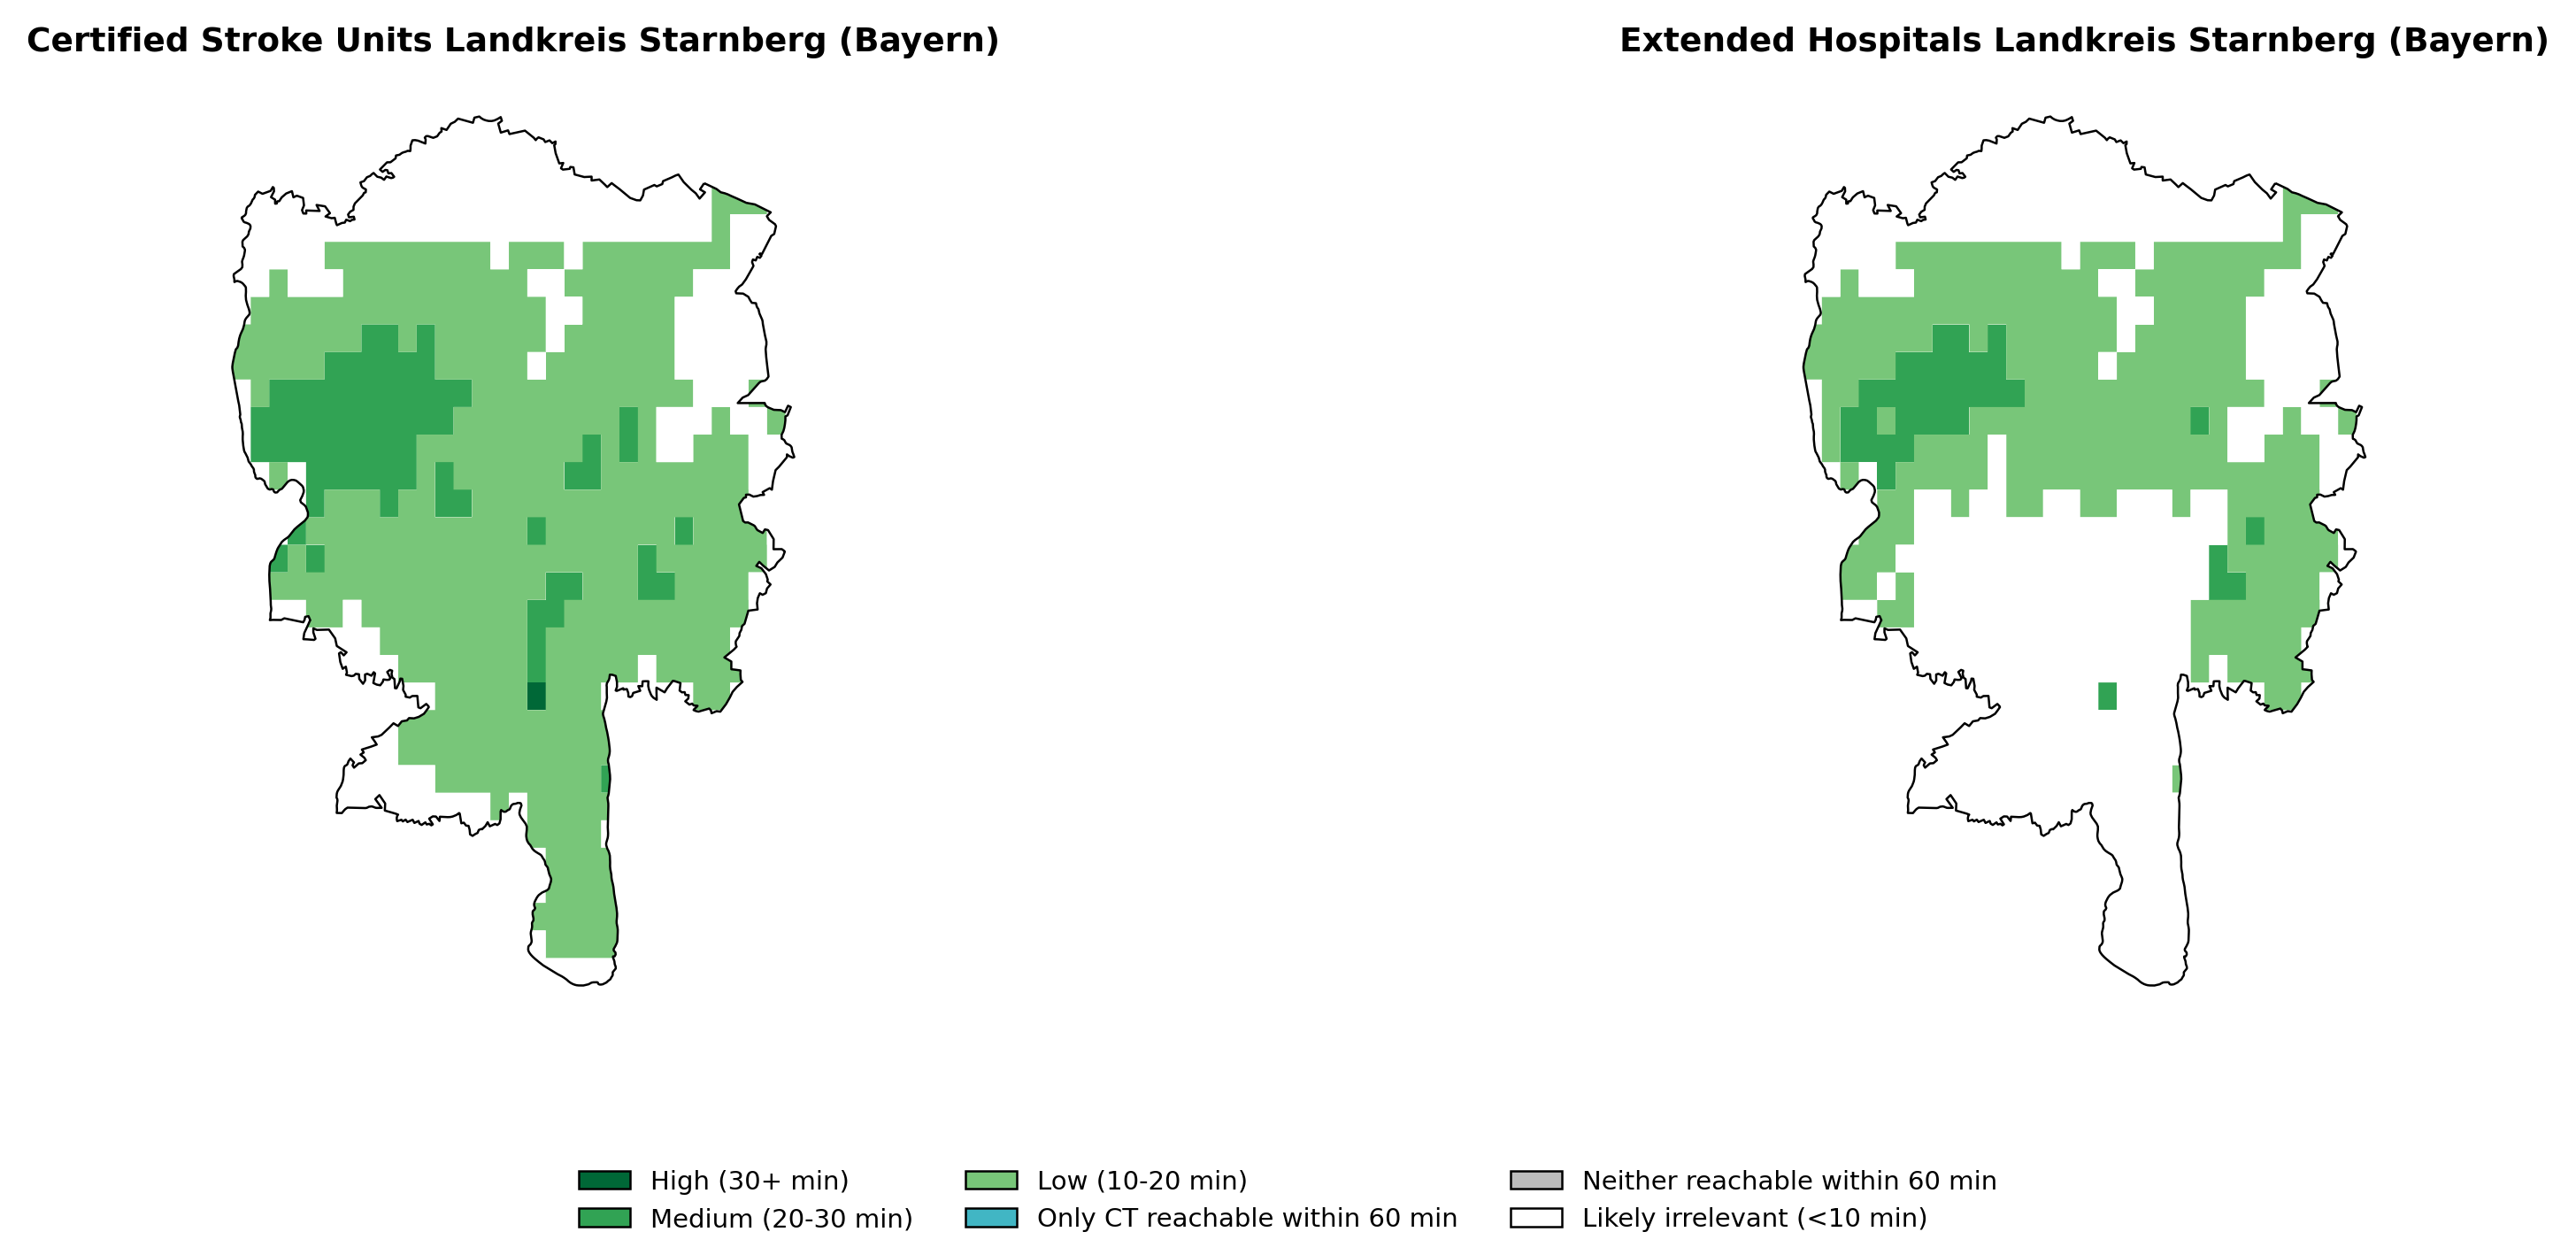 Certified Stroke Units Landkreis Starnberg (Bayern)
Extended Hospitals Landkreis Starnberg (Bayern)
High (30+ min)
Medium (20-30 min)
Low (10-20 min)
Only CT reachable within 60 min
Neither reachable within 60 min
Likely irrelevant (<10 min)